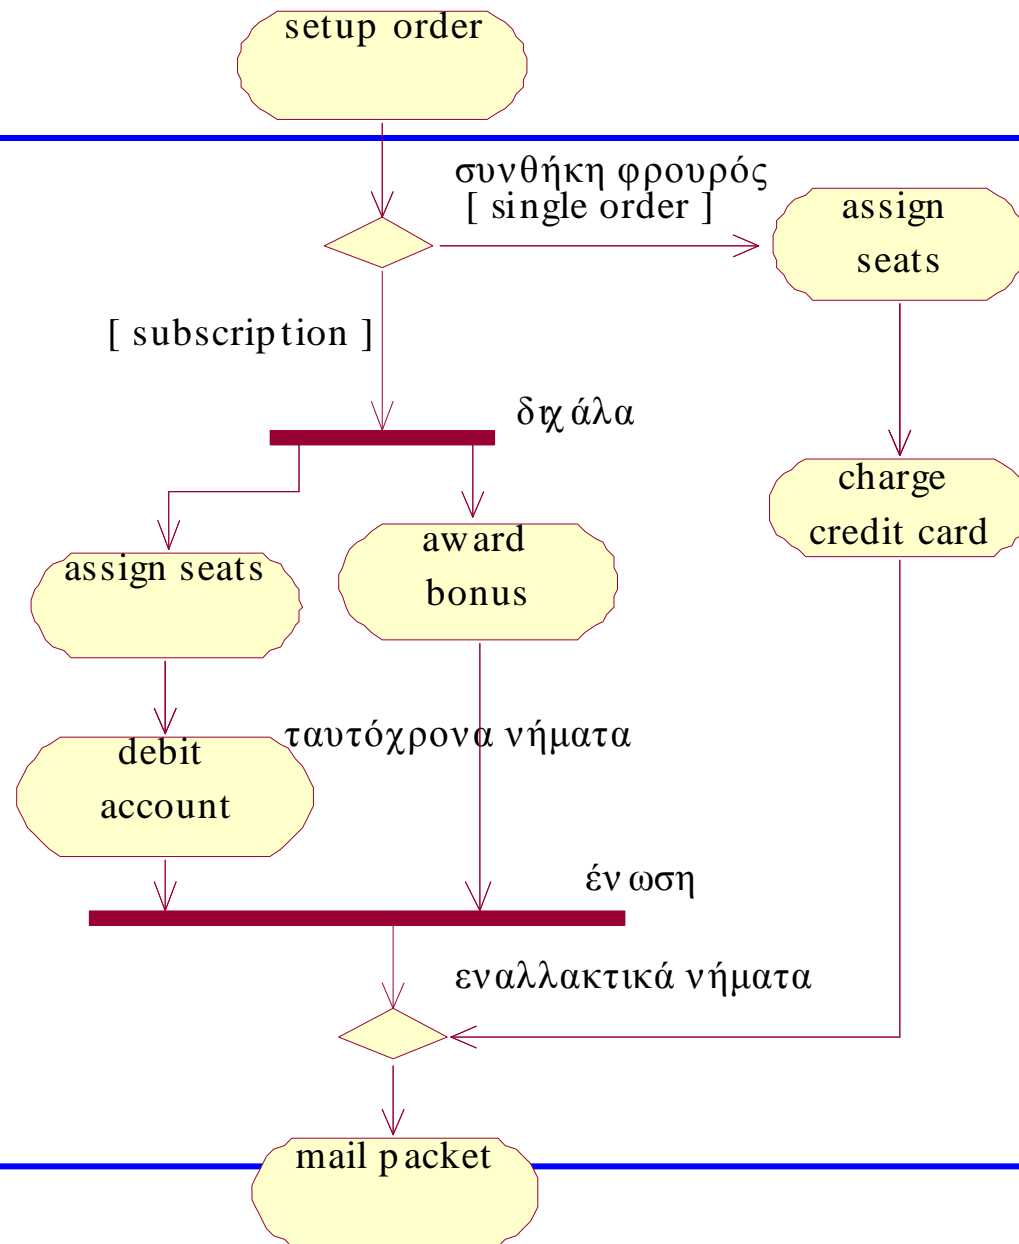 setup order
συνθήκη φρουρός
[ single order ]
assign
seats
[ subscription ]
διχάλα
charge
credit card
award
bonus
assign seats
ταυτόχρονα νήματα
debit
account
ένωση
εναλλακτικά νήματα
mail packet